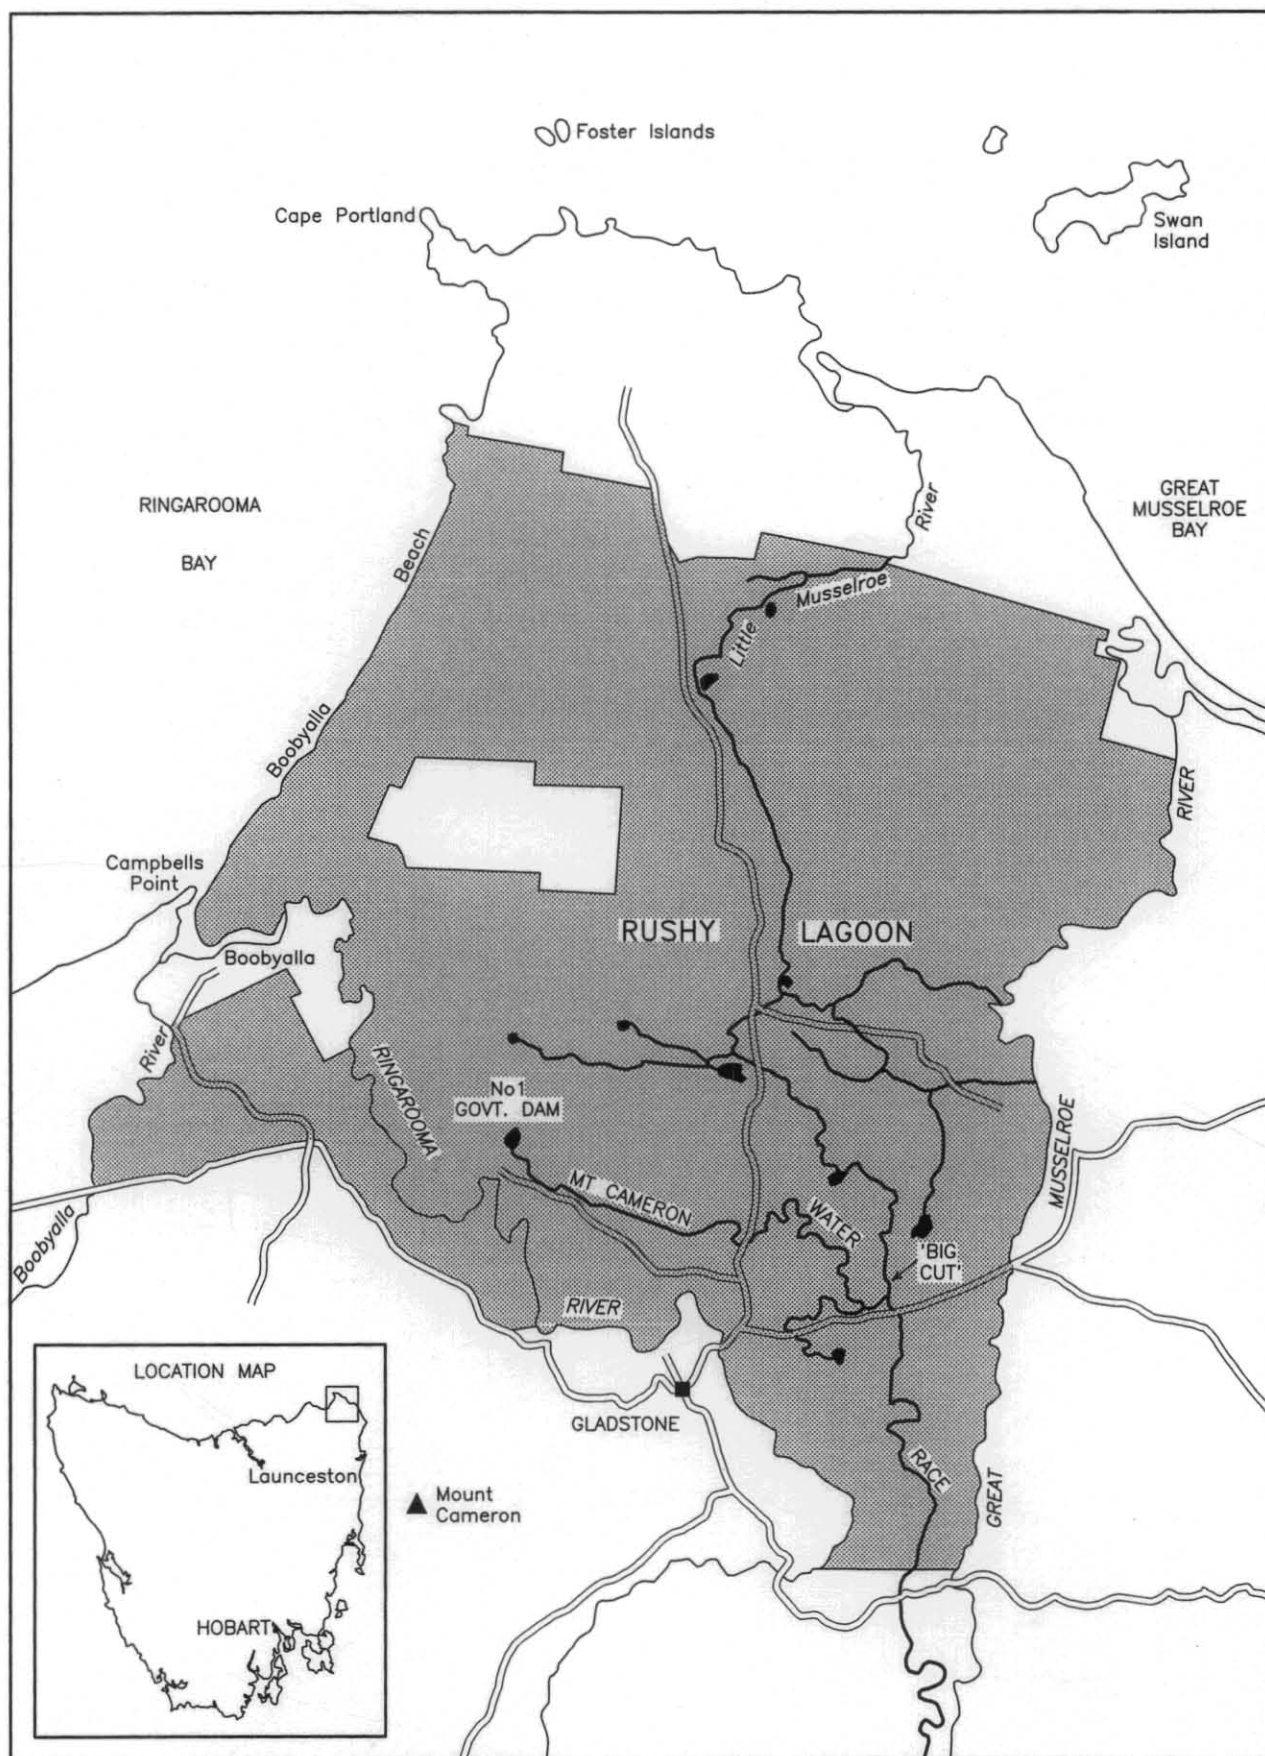 Foster Islands
Cape Portland
Swan
Island
RINGAROOMA
BAY
GREAT
MUSSELROE
BAY
River
Beach
Musselroe
Little
Boobyalla
RIVER
Campbells
Point
RUSHY LAGOON
Boobyalla
River
RINGAROOMA
No1
GOVT. DAM
MUSSELROE
MT CAMERON
WATER
Boobyalla
'BIG
CUT'
RIVER
GLADSTONE
RACE
GREAT
Mount
Cameron
LOCATION MAP
Launceston
HOBART